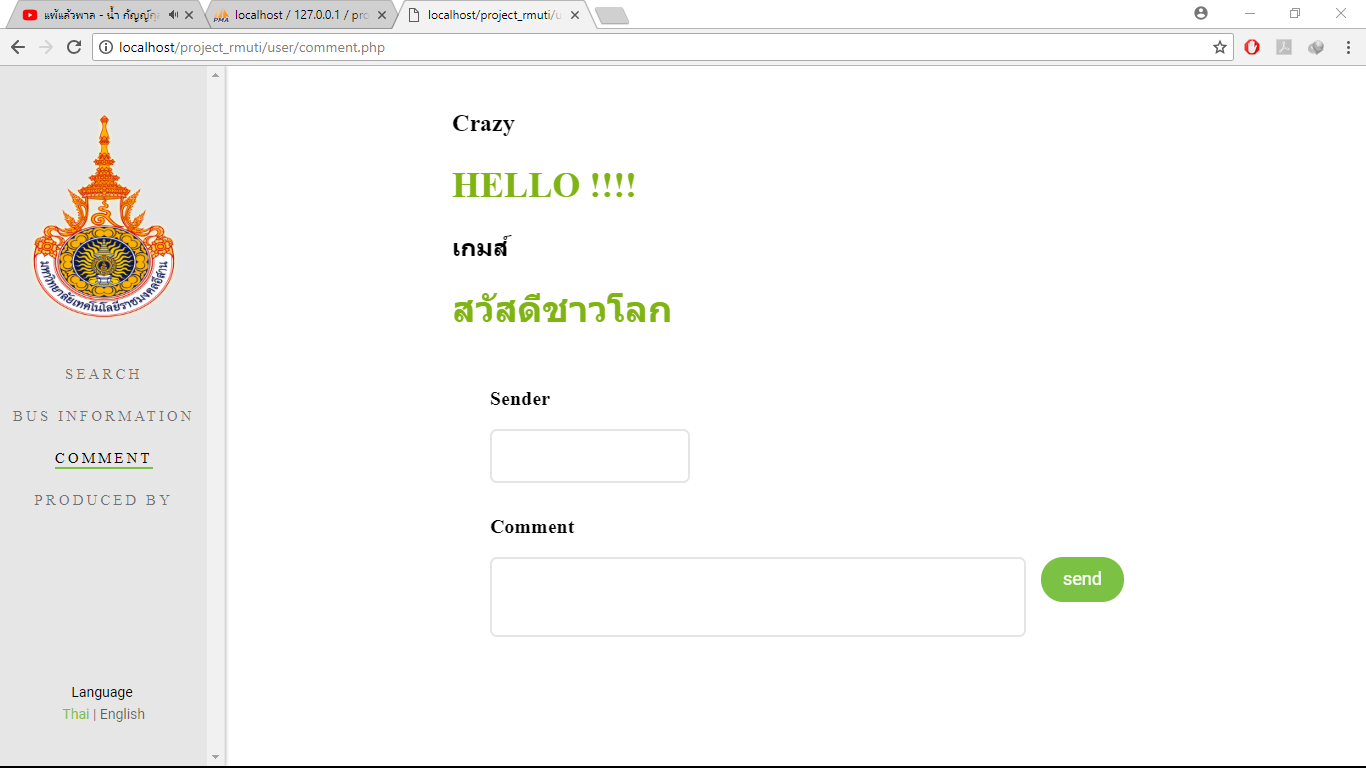 แพ้แล้วพาล - น้ำ กัญญ์กุ
localhost / 127.0.0.1 / pro
localhost/project_rmuti/u
localhost/project_rmuti/user/comment.php
มหาวิทยาลัยเทคโนโลยีราชมงคลอีสาน
SEARCH
BUS INFORMATION
COMMENT
PRODUCED BY
Language
Thai | English
Crazy
HELLO !!!!
เกมส์
สวัสดีชาวโลก
Sender
Comment
send